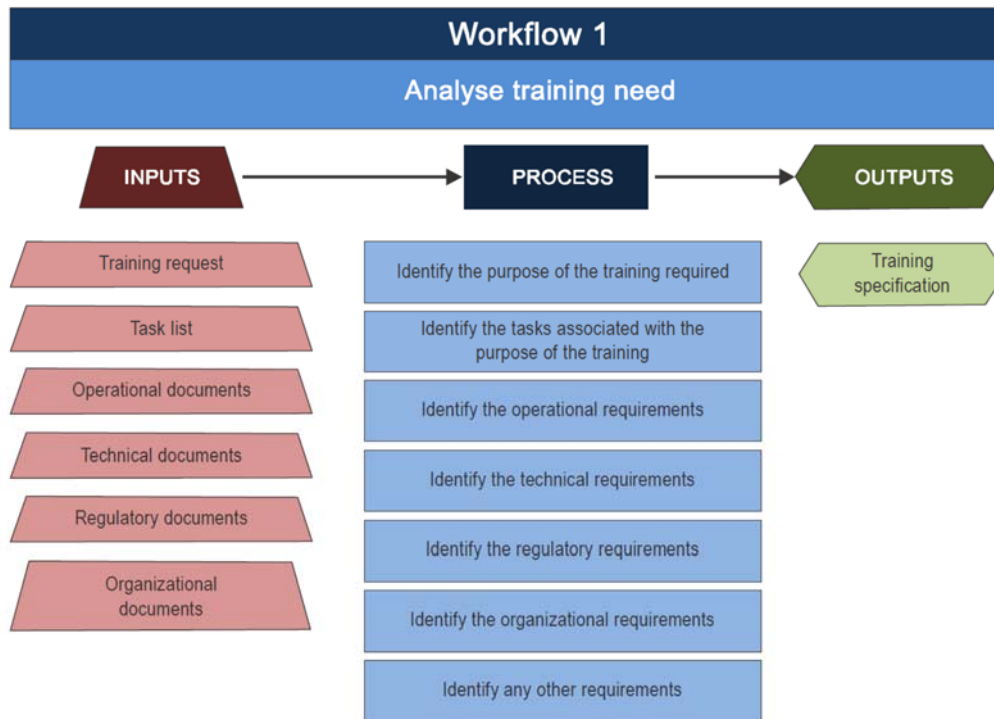 Workflow 1
Analyse training need
INPUTS
PROCESS
OUTPUTS
Training request
Task list
Operational documents
Technical documents
Regulatory documents
Organizational
documents
Identify the purpose of the training required
Identify the tasks associated with the
purpose of the training
Identify the operational requirements
Identify the technical requirements
Identify the regulatory requirements
Identify the organizational requirements
Identify any other requirements
Training
specification